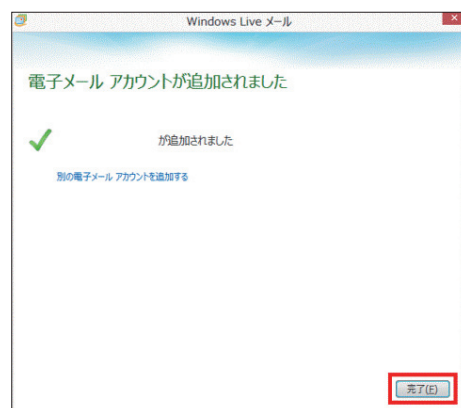 Windows Live メール
電子メール アカウントが追加されました
が追加されました
別の電子メール アカウントを追加する
完了(F)